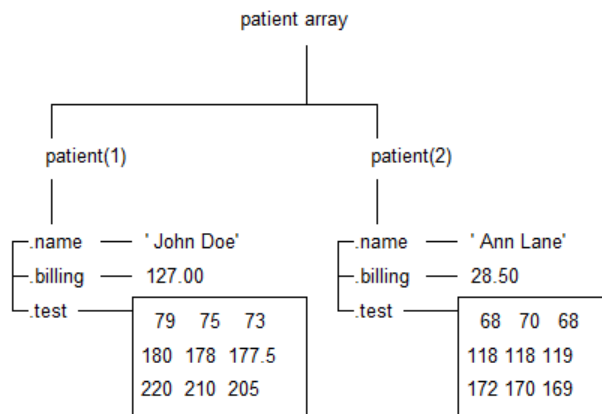 patient array
patient(1)
patient(2)
.name
' John Doe'
.billing
127.00
.test
79 75 73
180 178 177.5
220 210 205
.name
' Ann Lane'
.billing
28.50
.test
68 70 68
118 118 119
172 170 169